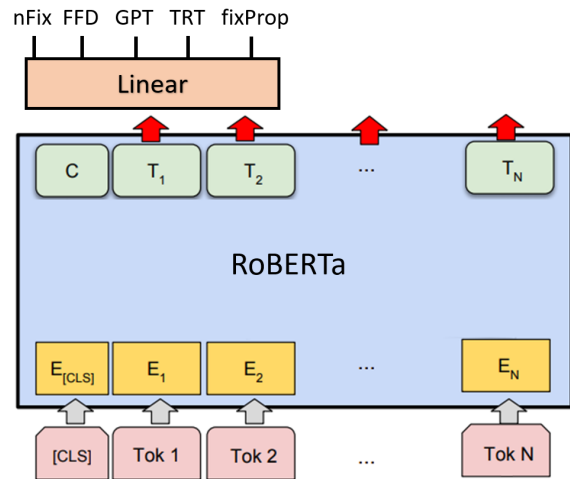 nFix FFD GPT TRT fixProp
Linear
C T1 T2 ... TN
RoBERTa
E[CLS] E1 E2 ... EN
[CLS] Tok 1 Tok 2 ... Tok N